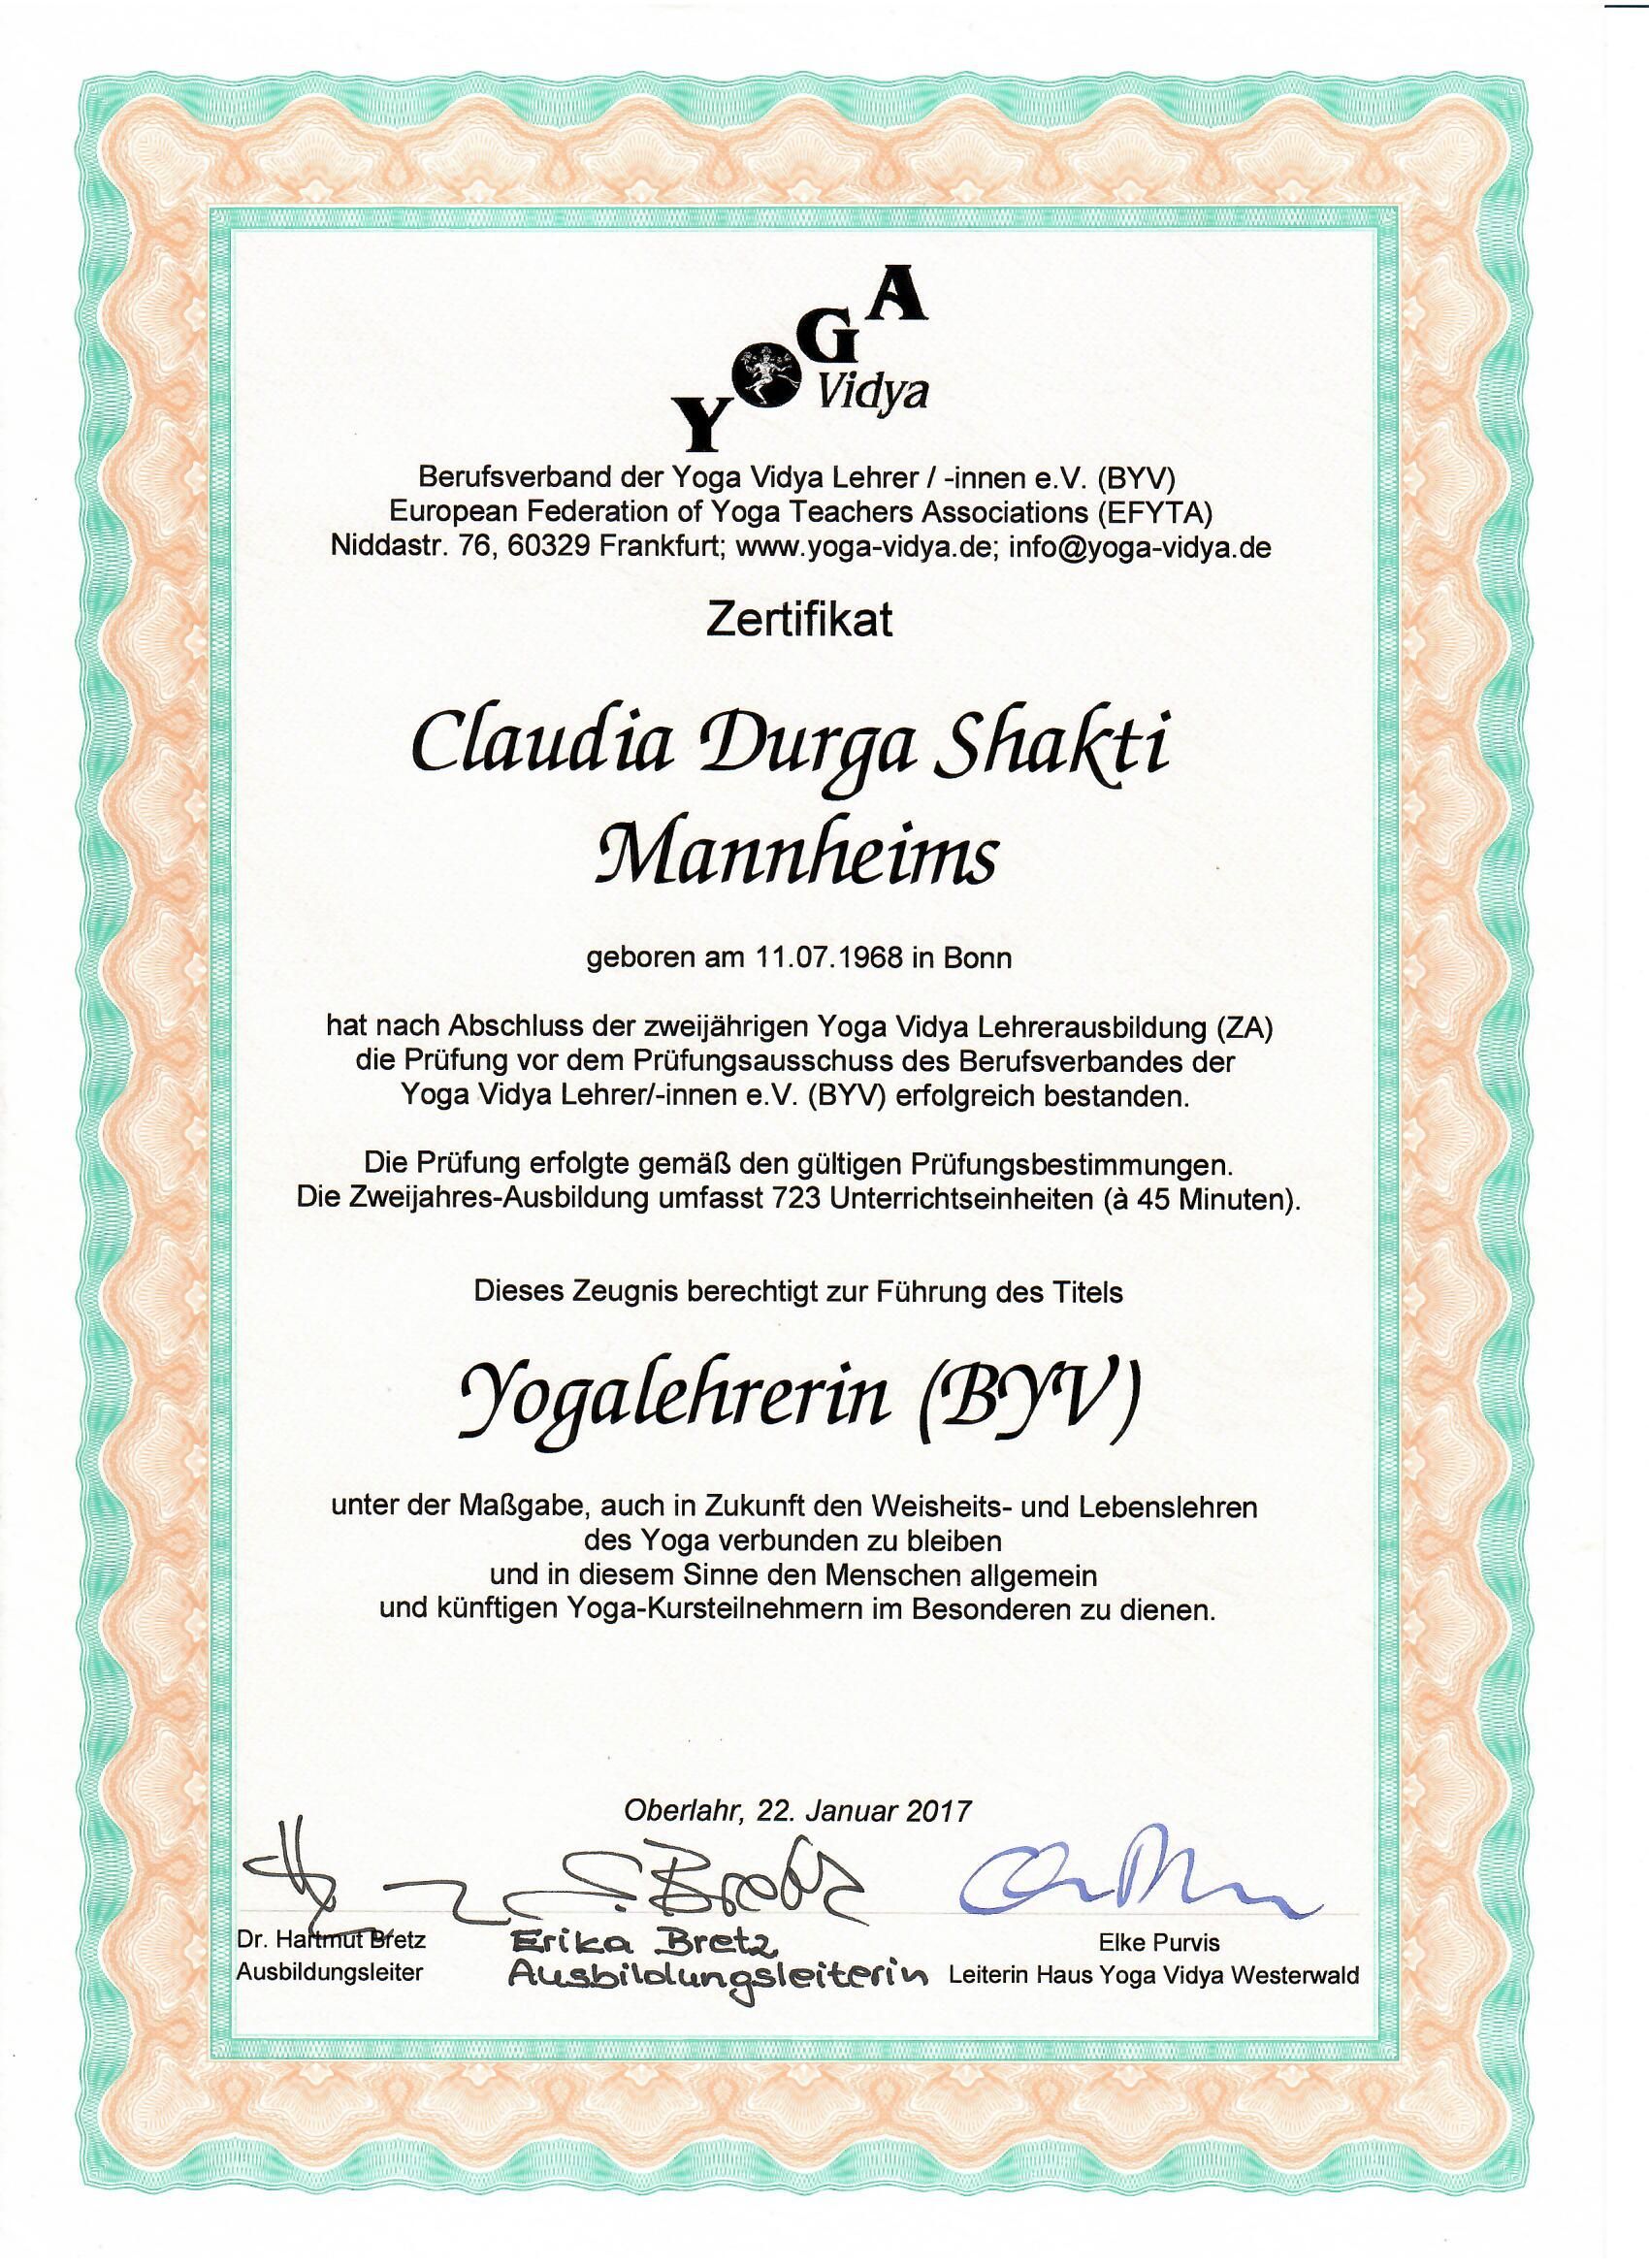 YOGA
Vidya
Berufsverband der Yoga Vidya Lehrer / -innen e.V. (BYV)
European Federation of Yoga Teachers Associations (EFYTA)
Niddastr. 76, 60329 Frankfurt; www.yoga-vidya.de; info@yoga-vidya.de
Zertifikat
Claudia Durga Shakti
Mannheims
geboren am 11.07.1968 in Bonn
hat nach Abschluss der zweijährigen Yoga Vidya Lehrerausbildung (ZA)
die Prüfung vor dem Prüfungsausschuss des Berufsverbandes der
Yoga Vidya Lehrer/-innen e.V. (BYV) erfolgreich bestanden.
Die Prüfung erfolgte gemäß den gültigen Prüfungsbestimmungen.
Die Zweijahres-Ausbildung umfasst 723 Unterrichtseinheiten (à 45 Minuten).
Dieses Zeugnis berechtigt zur Führung des Titels
Yogalehrerin (BYV)
unter der Maßgabe, auch in Zukunft den Weisheits- und Lebenslehren
des Yoga verbunden zu bleiben
und in diesem Sinne den Menschen allgemein
und künftigen Yoga-Kursteilnehmern im Besonderen zu dienen.
Oberlahr, 22. Januar 2017
Dr. Hartmut Bretz
Ausbildungsleiter
Erika Bretz
Ausbildungsleiterin
Elke Purvis
Leiterin Haus Yoga Vidya Westerwald